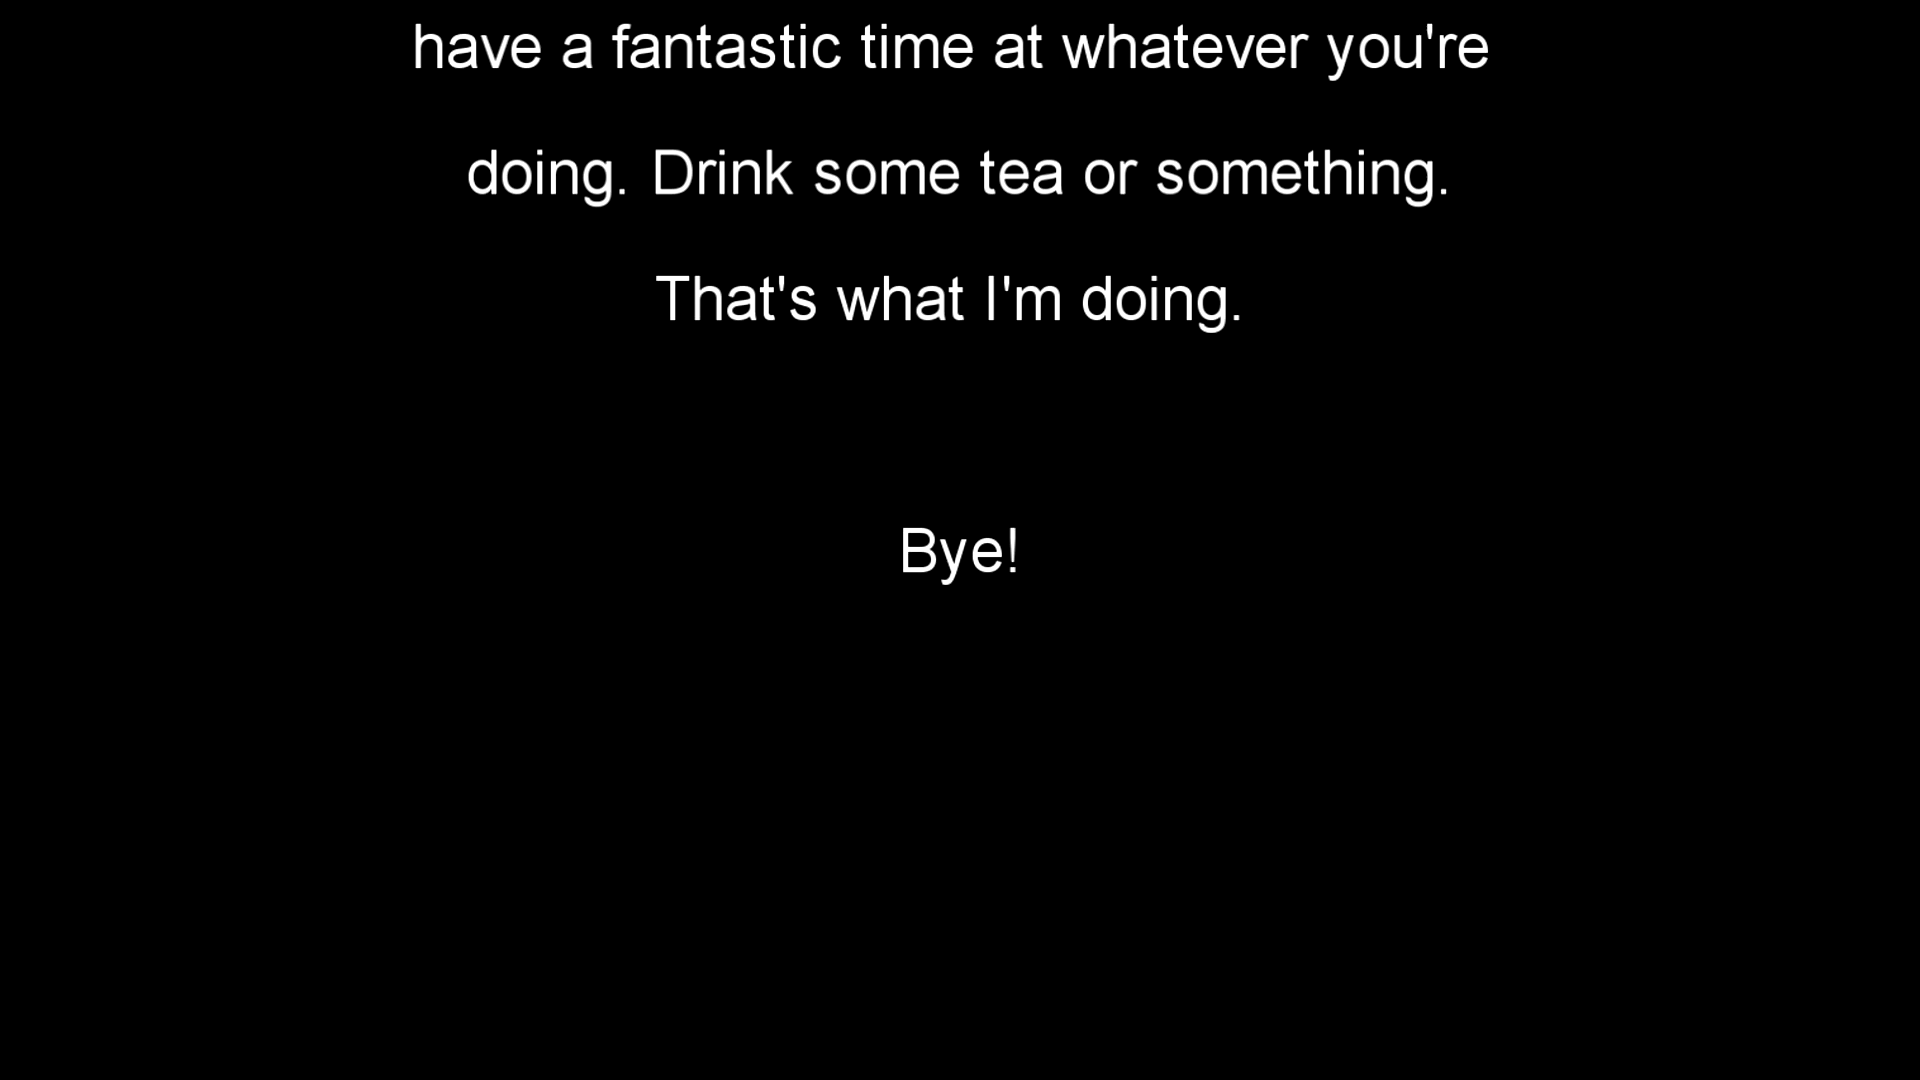 have a fantastic time at whatever you're
doing. Drink some tea or something.
That's what I'm doing.
Bye!